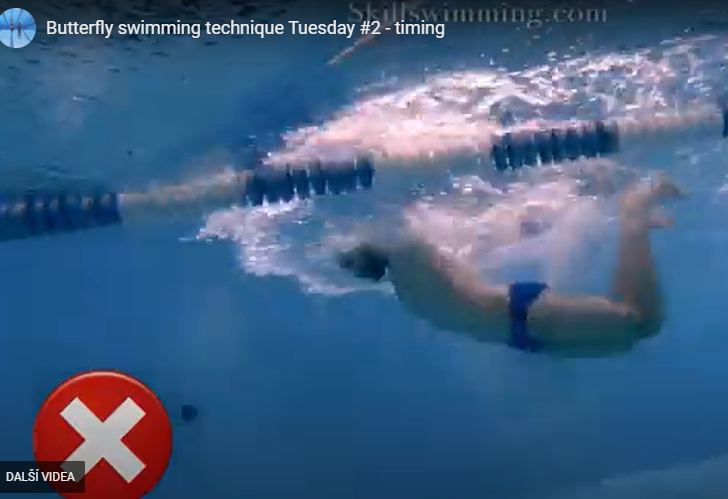 Skillswimming.com
Butterfly swimming technique Tuesday #2 - timing
DALŠÍ VIDEA